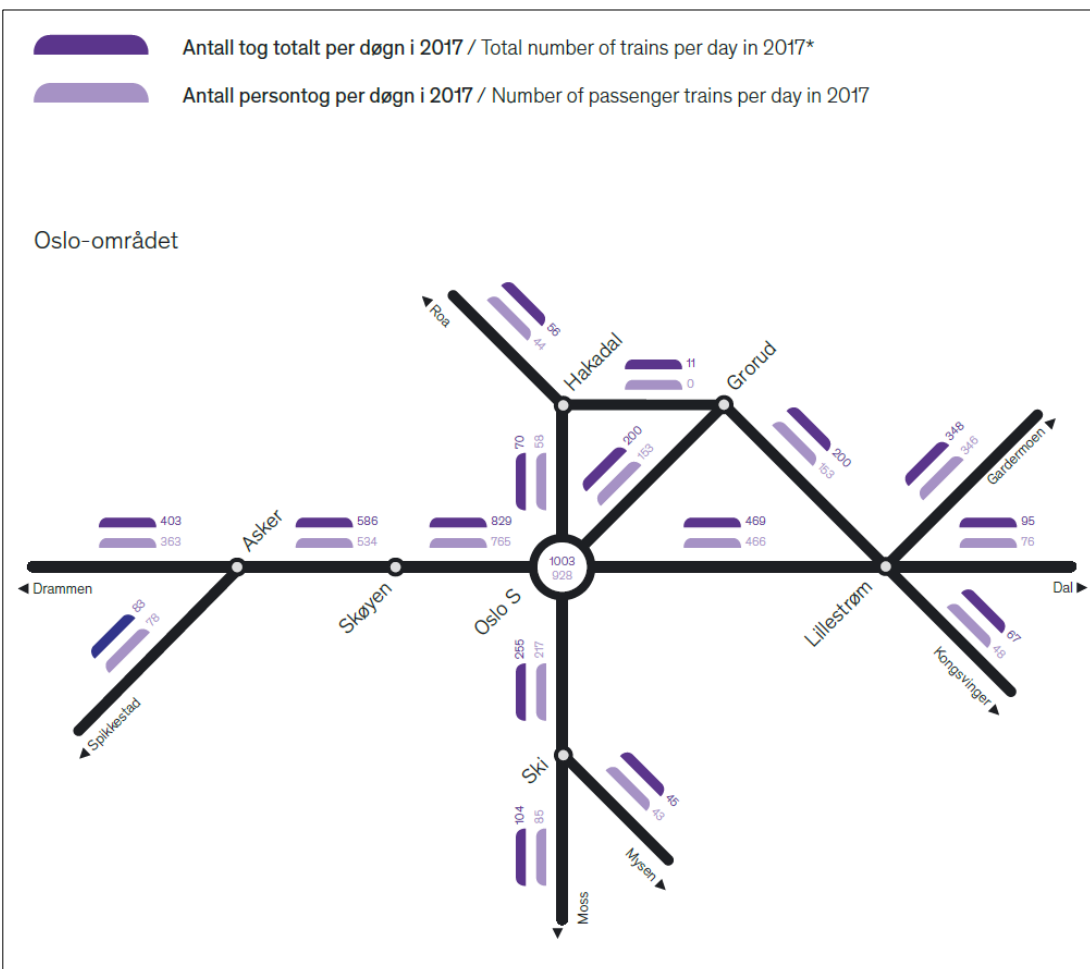 Antall tog totalt per døgn i 2017 / Total number of trains per day in 2017*
Antall persontog per døgn i 2017 / Number of passenger trains per day in 2017
Oslo-området
Roa
56
44
Hakadal
11
0
Grorud
70
58
200
153
200
153
348
346
Gardermoen
403
363
Asker
586
534
829
765
469
466
95
76
1003
928
Drammen
Skøyen
Oslo S
Lillestrøm
Dal
83
78
Spikkestad
67
48
Kongsvinger
255
217
Ski
45
43
Mysen
104
85
Moss